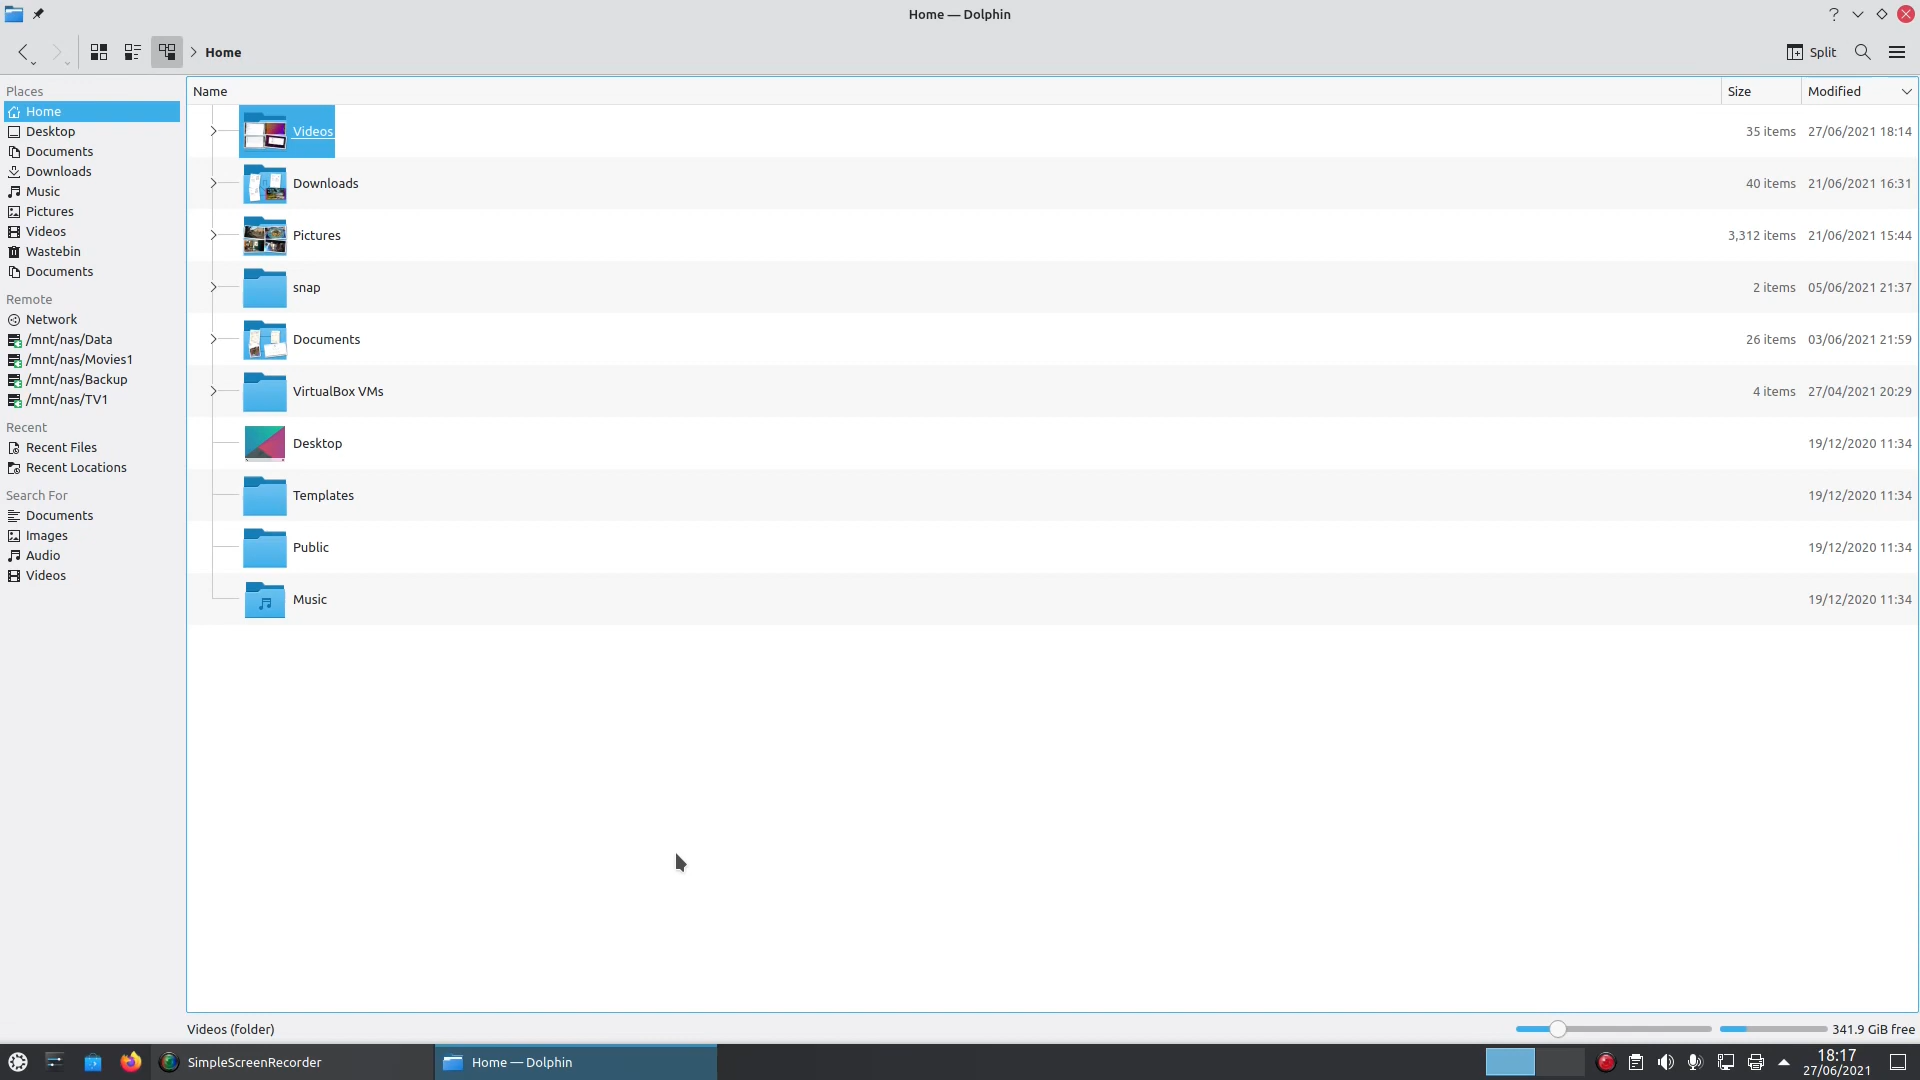 Home — Dolphin
?
Home
Split
Places
Home
Desktop
Documents
Downloads
Music
Pictures
Videos
Wastebin
Documents
Remote
Network
/mnt/nas/Data
/mnt/nas/Movies1
/mnt/nas/Backup
/mnt/nas/TV1
Recent
Recent Files
Recent Locations
Search For
Documents
Images
Audio
Videos
Name Size Modified
Videos 35 items 27/06/2021 18:14
Downloads 40 items 21/06/2021 16:31
Pictures 3,312 items 21/06/2021 15:44
snap 2 items 05/06/2021 21:37
Documents 26 items 03/06/2021 21:59
VirtualBox VMs 4 items 27/04/2021 20:29
Desktop 19/12/2020 11:34
Templates 19/12/2020 11:34
Public 19/12/2020 11:34
Music 19/12/2020 11:34
Videos (folder)
341.9 GiB free
SimpleScreenRecorder
Home — Dolphin
18:17
27/06/2021